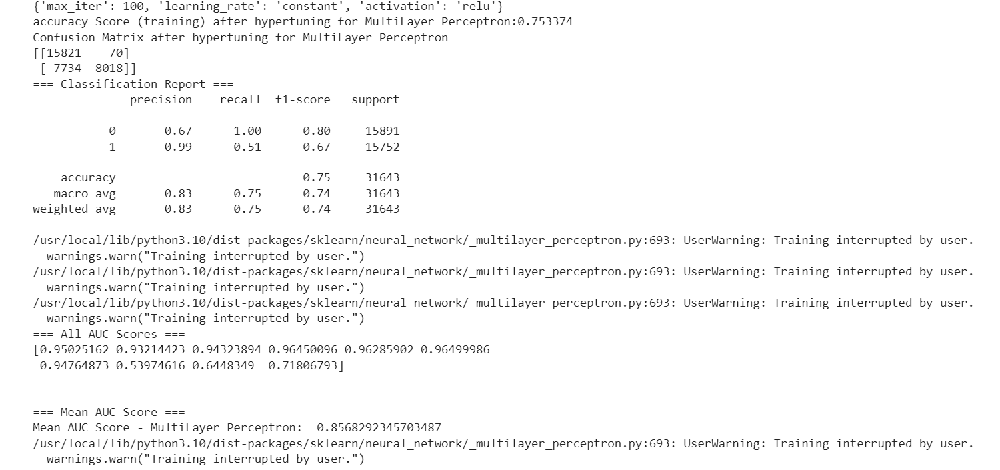 {'max_iter': 100, 'learning_rate': 'constant', 'activation': 'relu'}
accuracy Score (training) after hypertuning for MultiLayer Perceptron:0.753374
Confusion Matrix after hypertuning for MultiLayer Perceptron
[[15821    70]
 [ 7734  8018]]
=== Classification Report ===
              precision    recall  f1-score   support
           0       0.67      1.00      0.80     15891
           1       0.99      0.51      0.67     15752
    accuracy                           0.75     31643
   macro avg       0.83      0.75      0.74     31643
weighted avg       0.83      0.75      0.74     31643
/usr/local/lib/python3.10/dist-packages/sklearn/neural_network/_multilayer_perceptron.py:693: UserWarning: Training interrupted by user.
  warnings.warn("Training interrupted by user.")
/usr/local/lib/python3.10/dist-packages/sklearn/neural_network/_multilayer_perceptron.py:693: UserWarning: Training interrupted by user.
  warnings.warn("Training interrupted by user.")
/usr/local/lib/python3.10/dist-packages/sklearn/neural_network/_multilayer_perceptron.py:693: UserWarning: Training interrupted by user.
  warnings.warn("Training interrupted by user.")
=== All AUC Scores ===
[0.95025162 0.93214423 0.94323894 0.96450096 0.96285902 0.96499986
 0.94764873 0.53974616 0.6448349  0.71806793]
=== Mean AUC Score ===
Mean AUC Score - MultiLayer Perceptron:  0.8568292345703487
/usr/local/lib/python3.10/dist-packages/sklearn/neural_network/_multilayer_perceptron.py:693: UserWarning: Training interrupted by user.
  warnings.warn("Training interrupted by user.")